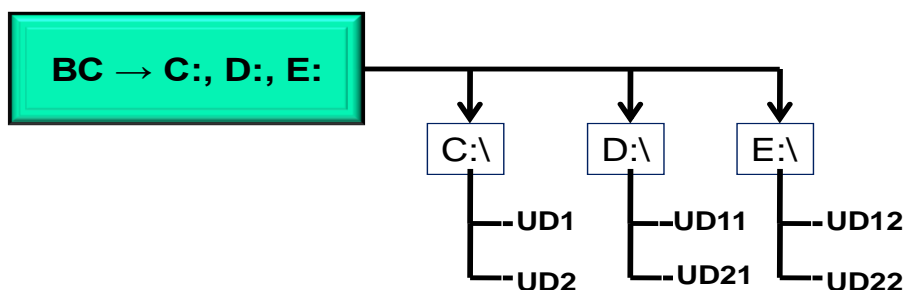 BC → C:, D:, E:
C:\ D:\ E:\
UD1 UD11 UD12
UD2 UD21 UD22